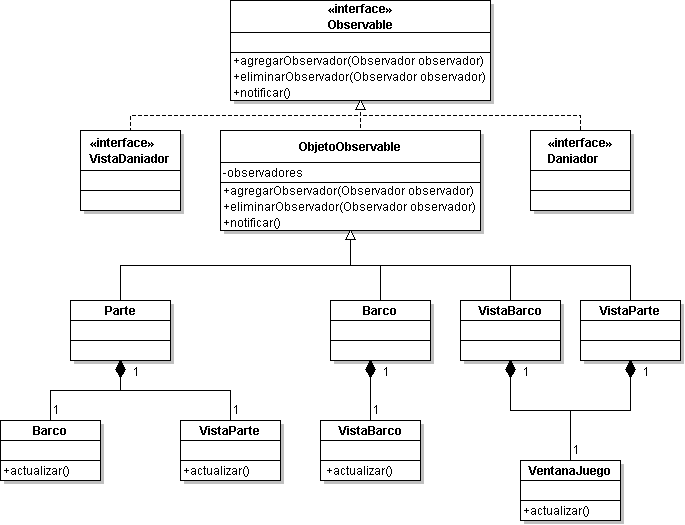 «interface»
Observable
+agregarObservador(Observador observador)
+eliminarObservador(Observador observador)
+notificar()
«interface»
VistaDaniador
ObjetoObservable
-observadores
+agregarObservador(Observador observador)
+eliminarObservador(Observador observador)
+notificar()
«interface»
Daniador
Parte
Barco
VistaBarco
VistaParte
1
1
1
1
1
1
1
Barco
+actualizar()
VistaParte
+actualizar()
VistaBarco
+actualizar()
1
VentanaJuego
+actualizar()